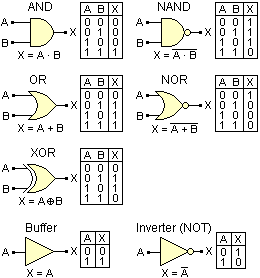 AND
A
B
X
X = A · B
A B X
0 0 0
0 1 0
1 0 0
1 1 1
NAND
A
B
X
X = A̅ ̅·̅ ̅B̅
A B X
0 0 1
0 1 1
1 0 1
1 1 0
OR
A
B
X
X = A + B
A B X
0 0 0
0 1 1
1 0 1
1 1 1
NOR
A
B
X
X = A̅ ̅+̅ ̅B̅
A B X
0 0 1
0 1 0
1 0 0
1 1 0
XOR
A
B
X
X = A⊕B
A B X
0 0 0
0 1 1
1 0 1
1 1 0
Buffer
A
X
X = A
A X
0 0
1 1
Inverter (NOT)
A
X
X = A̅
A X
0 1
1 0